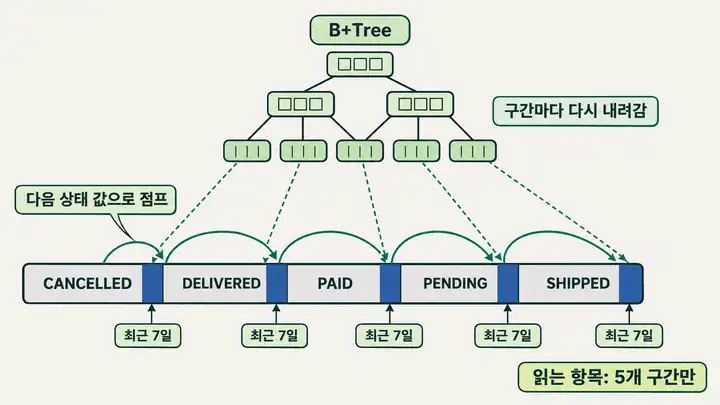 B+Tree
구간마다 다시 내려감
다음 상태 값으로 점프
CANCELLED
DELIVERED
PAID
PENDING
SHIPPED
최근 7일
최근 7일
최근 7일
최근 7일
최근 7일
읽는 항목: 5개 구간만